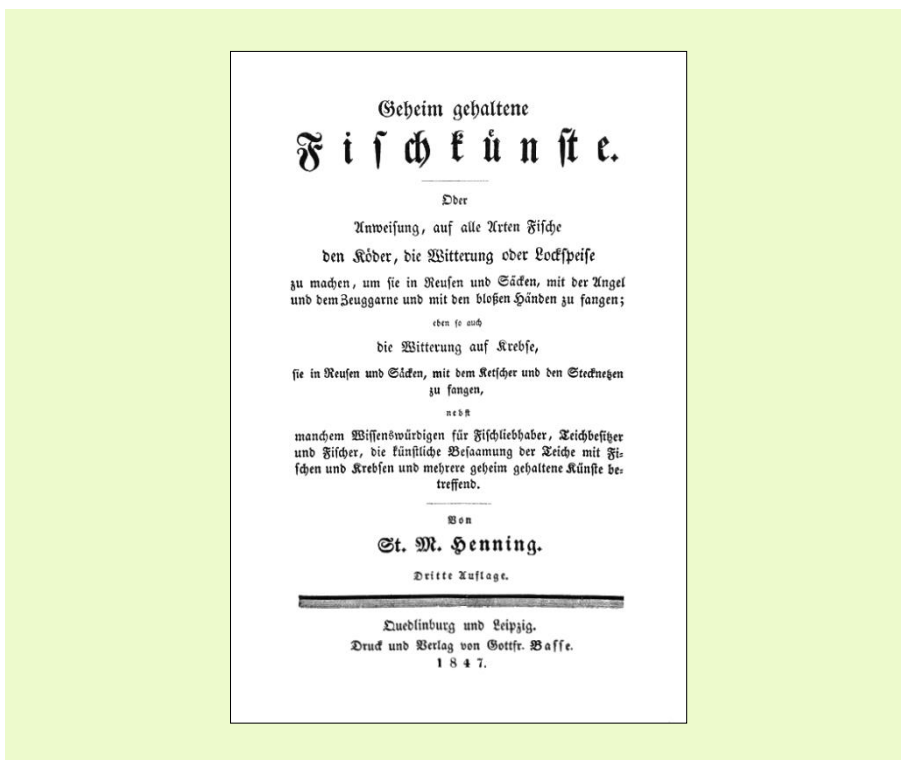 Geheim gehaltene
Fischkünste.
Oder
Anweisung, auf alle Arten Fische
den Köder, die Witterung oder Lockspeise
zu machen, um sie in Reusen und Säcken, mit der Angel
und dem Zeuggarne und mit den bloßen Händen zu fangen;
eben so auch
die Witterung auf Krebse,
sie in Reusen und Säcken, mit dem Ketscher und den Stecknetzen
zu fangen,
nebst
manchem Wissenswürdigen für Fischliebhaber, Teichbesitzer
und Fischer, die künstliche Besaamung der Teiche mit Fi-
schen und Krebsen und mehrere geheim gehaltene Künste be-
treffend.
Von
St. M. Henning.
Dritte Auflage.
Quedlinburg und Leipzig.
Druck und Verlag von Gottfr. Basse.
1847.